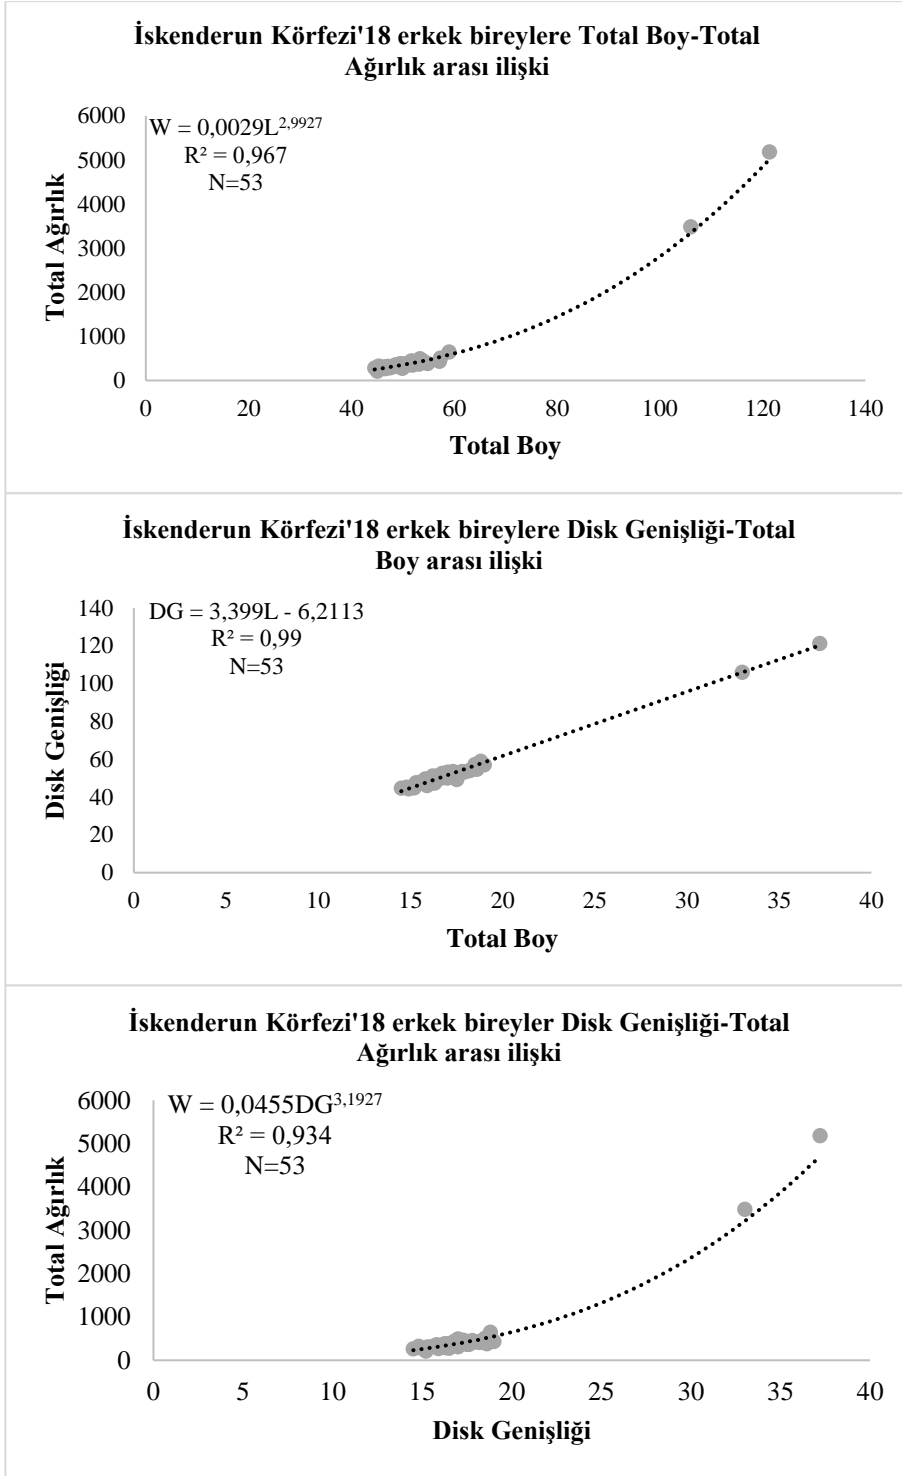 İskenderun Körfezi'18 erkek bireylere Total Boy-Total
Ağırlık arası ilişki
W = 0,0029L^2,9927
R² = 0,967
N=53
Total Ağırlık
6000
5000
4000
3000
2000
1000
0
0 20 40 60 80 100 120 140
Total Boy
İskenderun Körfezi'18 erkek bireylere Disk Genişliği-Total
Boy arası ilişki
DG = 3,399L - 6,2113
R² = 0,99
N=53
Disk Genişliği
140
120
100
80
60
40
20
0
0 5 10 15 20 25 30 35 40
Total Boy
İskenderun Körfezi'18 erkek bireyler Disk Genişliği-Total
Ağırlık arası ilişki
W = 0,0455DG^3,1927
R² = 0,934
N=53
Total Ağırlık
6000
5000
4000
3000
2000
1000
0
0 5 10 15 20 25 30 35 40
Disk Genişliği